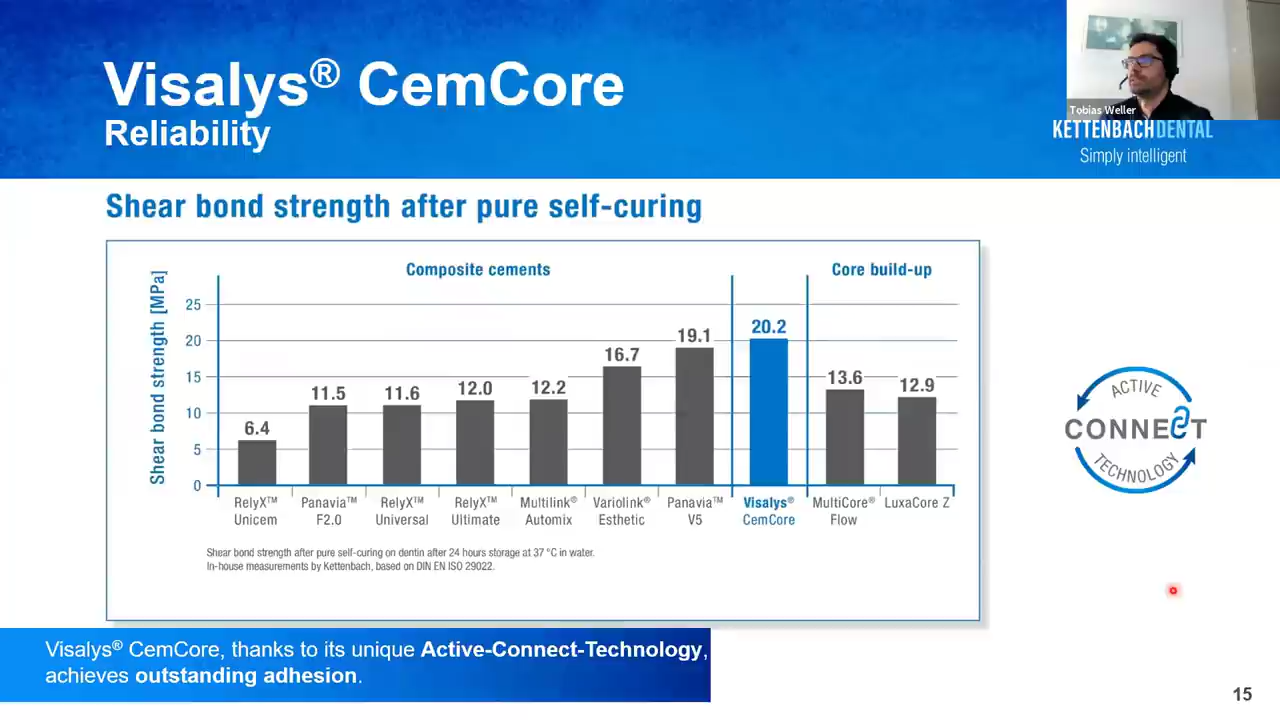 Visalys® CemCore
Reliability
Tobias Weller
KETTENBACHDENTAL
Simply intelligent
Shear bond strength after pure self-curing
Composite cements
Core build-up
Shear bond strength [MPa]
25
20
15
10
5
0
6.4
11.5
11.6
12.0
12.2
16.7
19.1
20.2
13.6
12.9
RelyX™
Unicem
Panavia™
F2.0
RelyX™
Universal
RelyX™
Ultimate
Multilink®
Automix
Variolink®
Esthetic
Panavia™
V5
Visalys®
CemCore
MultiCore®
Flow
LuxaCore Z
Shear bond strength after pure self-curing on dentin after 24 hours storage at 37 °C in water.
In-house measurements by Kettenbach, based on DIN EN ISO 29022.
ACTIVE
CONNECT
TECHNOLOGY
Visalys® CemCore, thanks to its unique Active-Connect-Technology,
achieves outstanding adhesion.
15